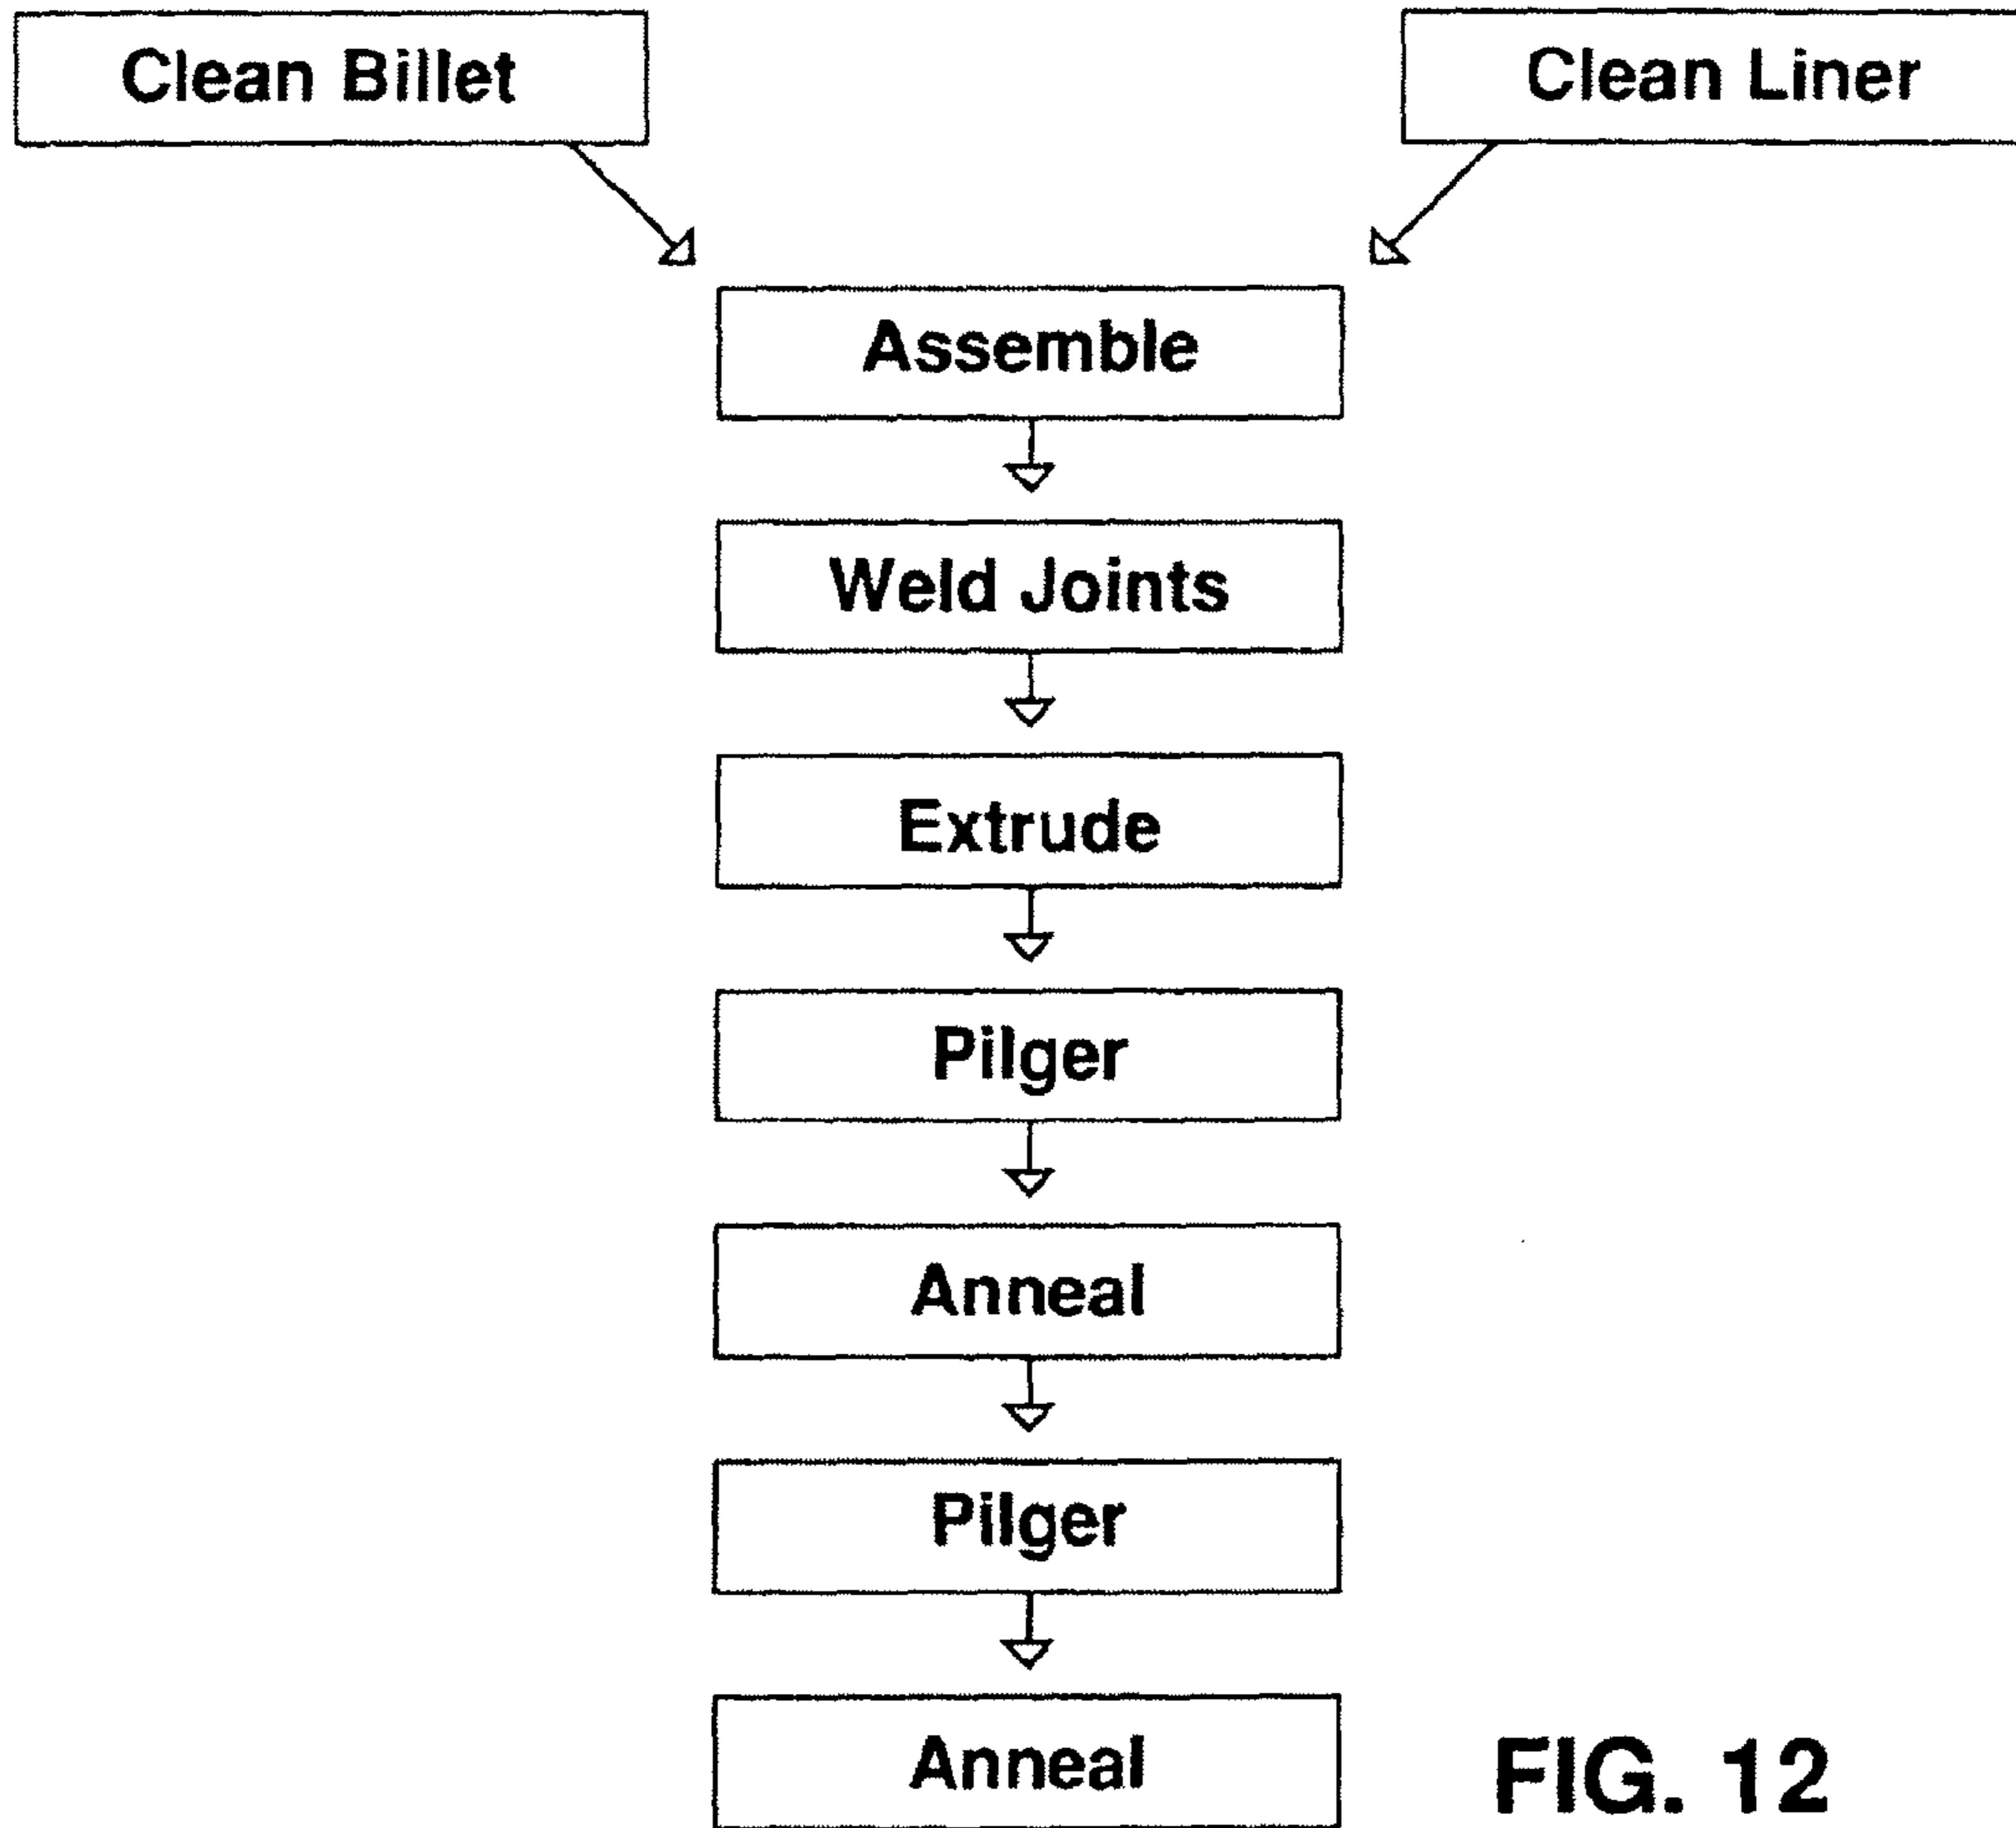 Clean Billet
Clean Liner
Assemble
Weld Joints
Extrude
Pilger
Anneal
Pilger
Anneal
FIG. 12